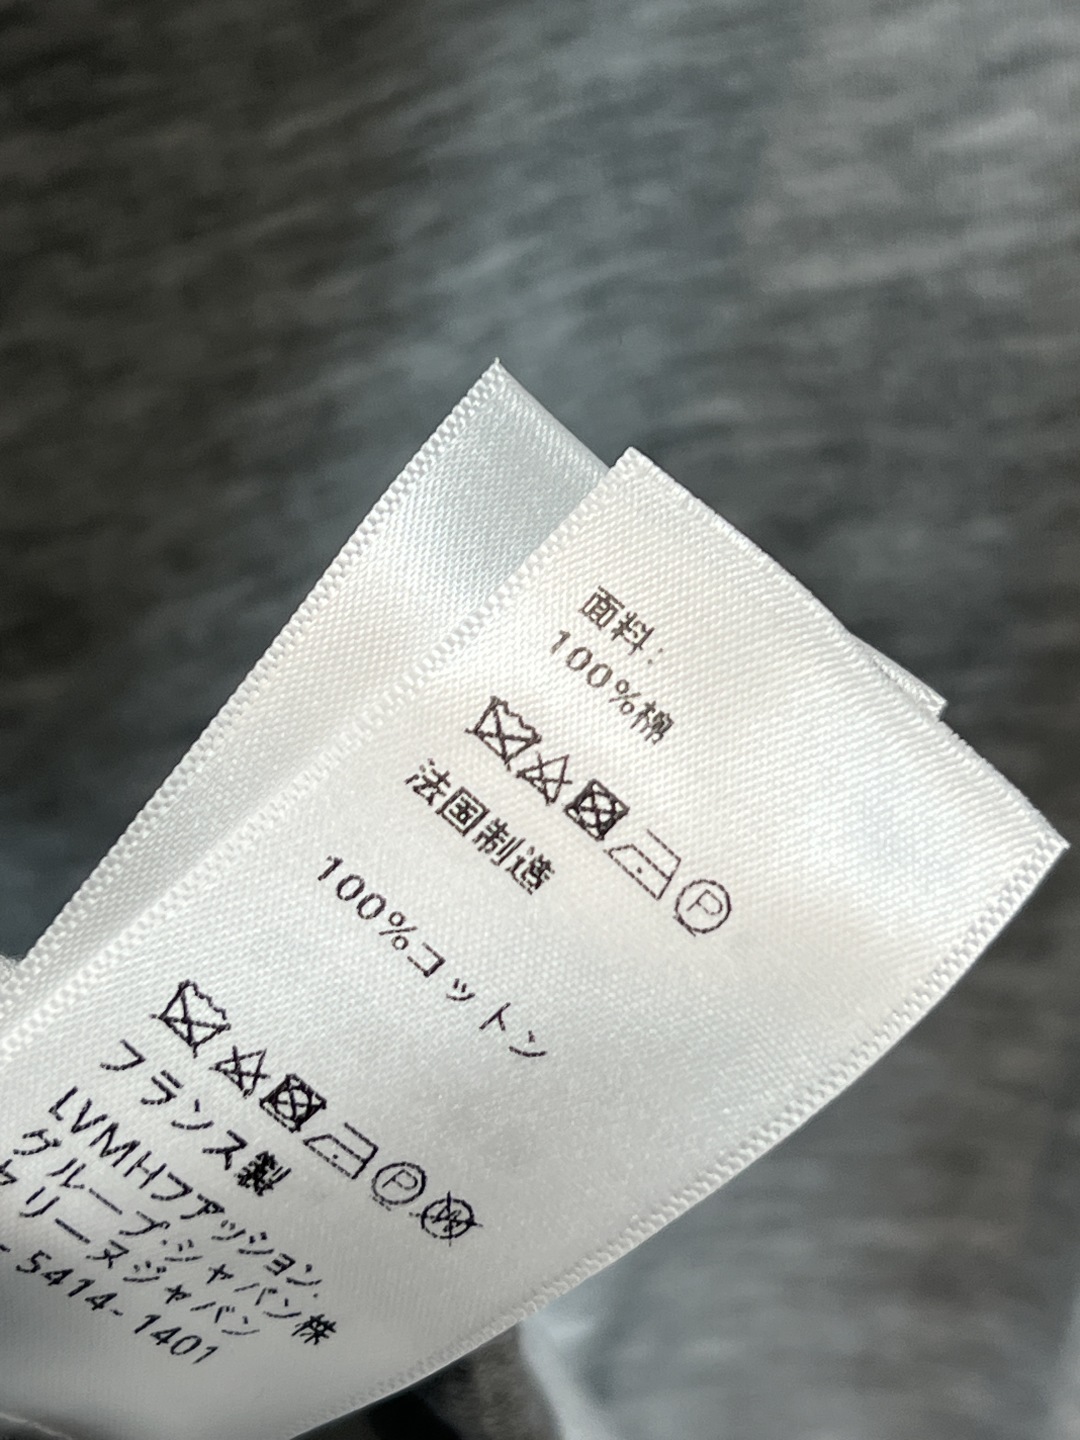 面料:
100%棉
P
法国制造
100%コットン
P W
フランス製
LVMHファッション.
グループ.ジャパン株
セリーヌジャパン
- 5414-1401